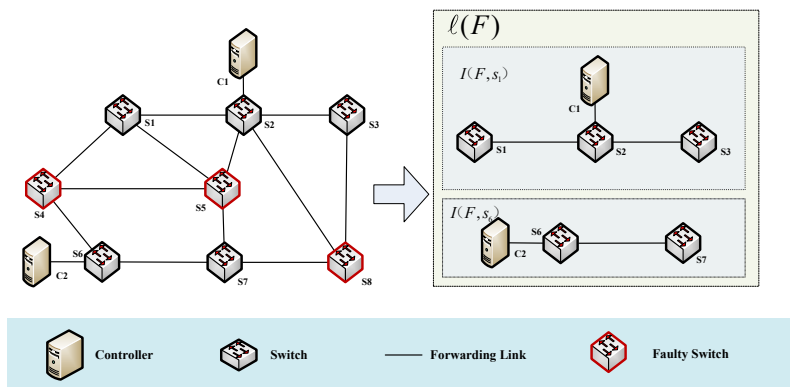 ℓ(F)
I(F,s₁)
C1
C1
S1
S2
S3
S1
S2
S3
S4
S5
I(F,s₆)
S6
S6
C2
S7
C2
S7
S8
Controller
Switch
Forwarding Link
Faulty Switch